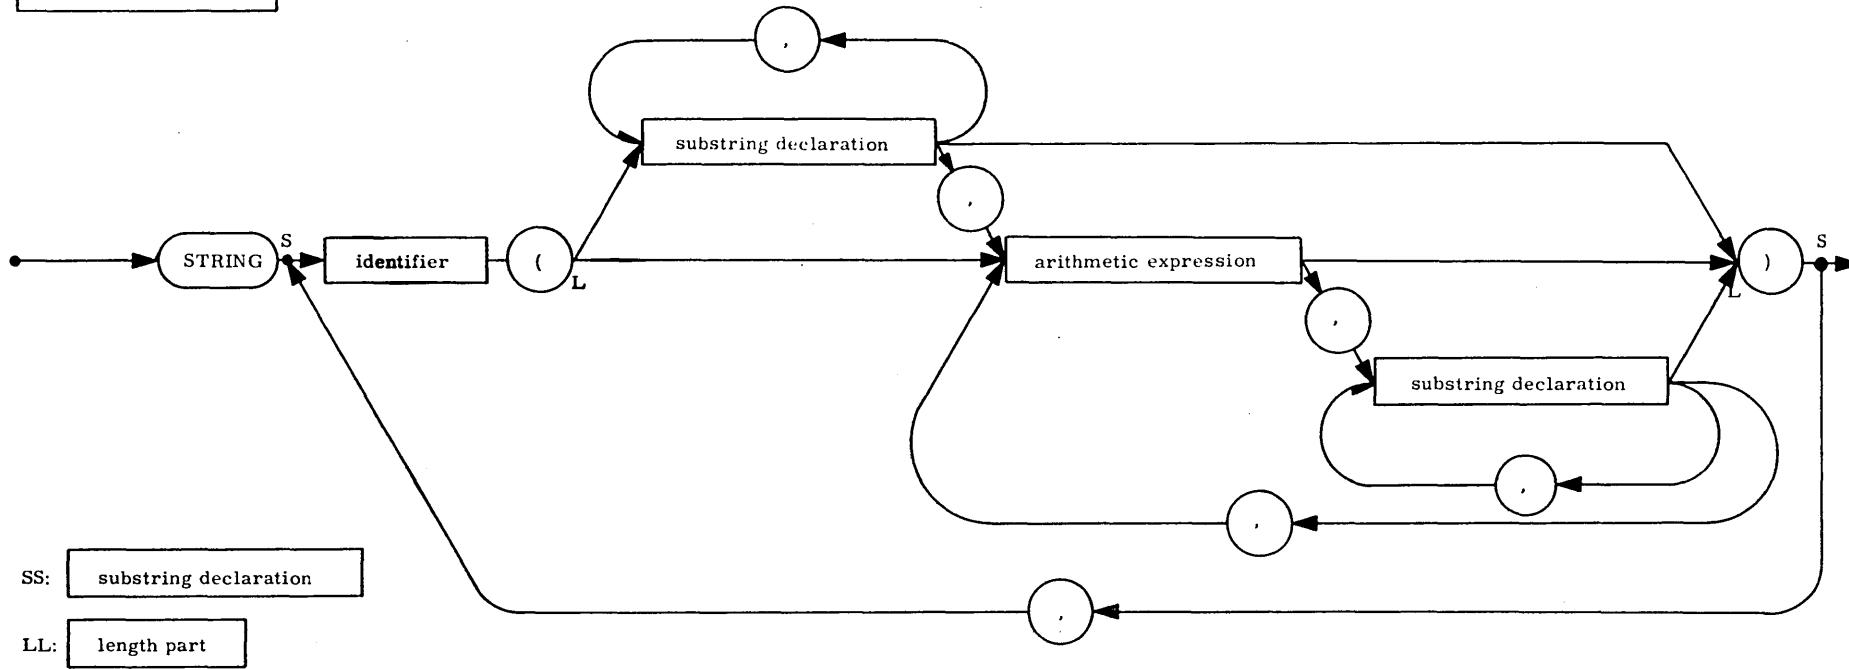 ,
substring declaration
,
STRING S identifier ( L arithmetic expression L ) S
,
substring declaration
,
,
SS: substring declaration
,
LL: length part